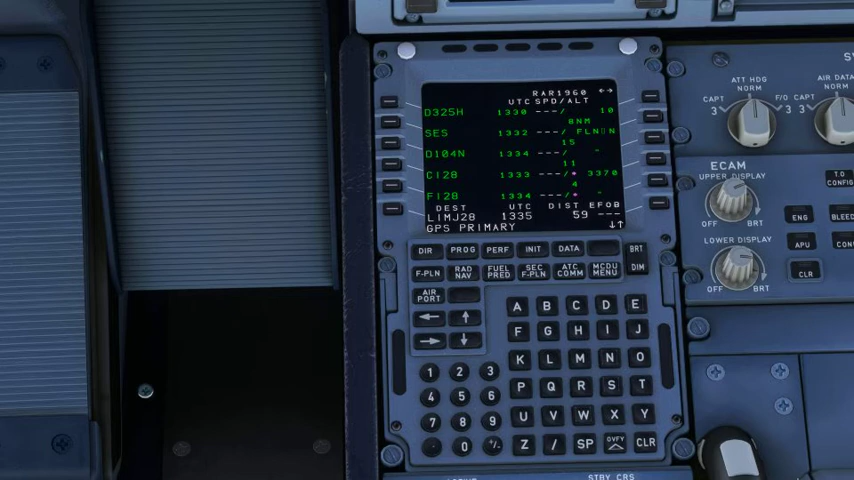 RAR1960 ←→
UTC SPD/ALT
D325H 1330 ---/ 10
8NM
SES 1332 ---/
15
D104N 1334 ---/ "
11
CI28 1333 ---/* 3370
4
FI28 1334 ---/* "
DEST UTC DIST EFOB
LIMJ28 1335 59 ---
GPS PRIMARY ↓↑
DIR PROG PERF INIT DATA BRT
F-PLN RAD NAV FUEL PRED SEC F-PLN ATC COMM MCDU MENU DIM
AIR PORT
← ↑
→ ↓
A B C D E
F G H I J
K L M N O
P Q R S T
U V W X Y
Z / SP OVFY CLR
1 2 3
4 5 6
7 8 9
. 0 +/-
ATT HDG
NORM
CAPT 3 F/O 3
AIR DATA
NORM
CAPT 3
ECAM
UPPER DISPLAY
OFF BRT
LOWER DISPLAY
OFF BRT
T.O CONFIG
ENG BLEED
APU
CLR
STBY CRS